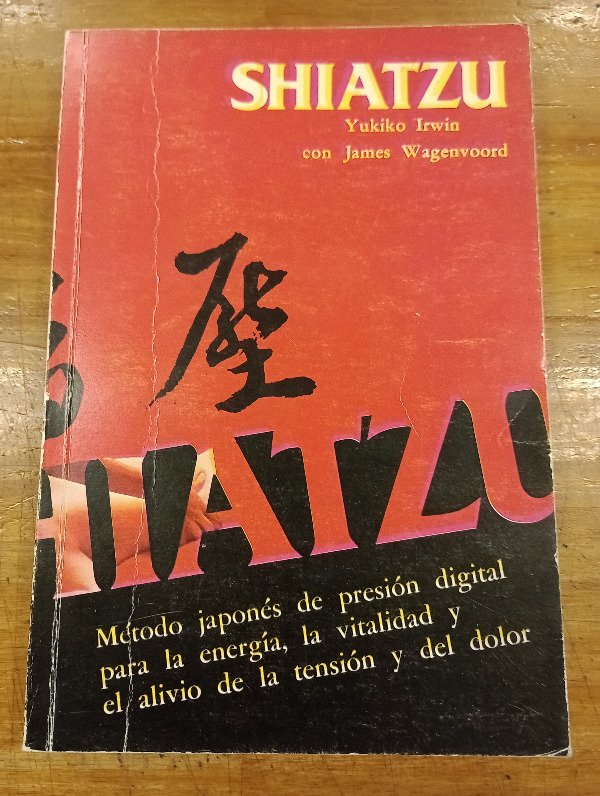 SHIATZU
Yukiko Irwin
con James Wagenvoord
壓
HIATZU
Método japonés de presión digital
para la energía, la vitalidad y
el alivio de la tensión y del dolor